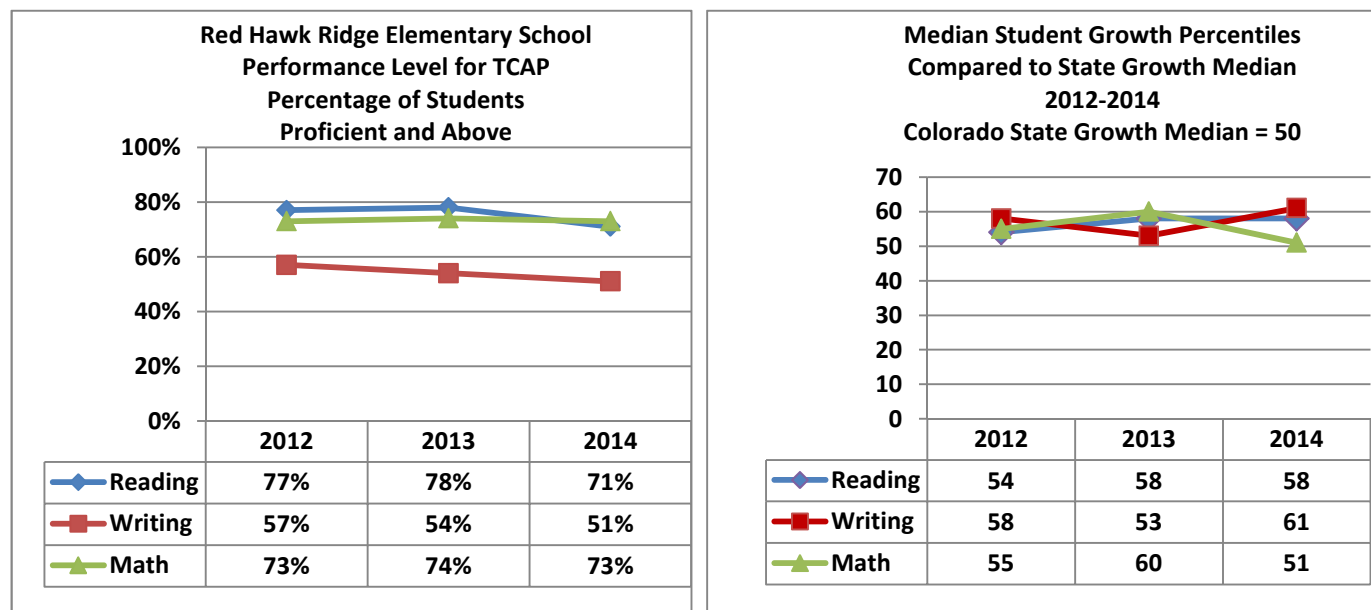 Red Hawk Ridge Elementary School
Performance Level for TCAP
Percentage of Students
Proficient and Above
100%
80%
60%
40%
20%
0%
2012 2013 2014
Reading 77% 78% 71%
Writing 57% 54% 51%
Math 73% 74% 73%
Median Student Growth Percentiles
Compared to State Growth Median
2012-2014
Colorado State Growth Median = 50
70
60
50
40
30
20
10
0
2012 2013 2014
Reading 54 58 58
Writing 58 53 61
Math 55 60 51